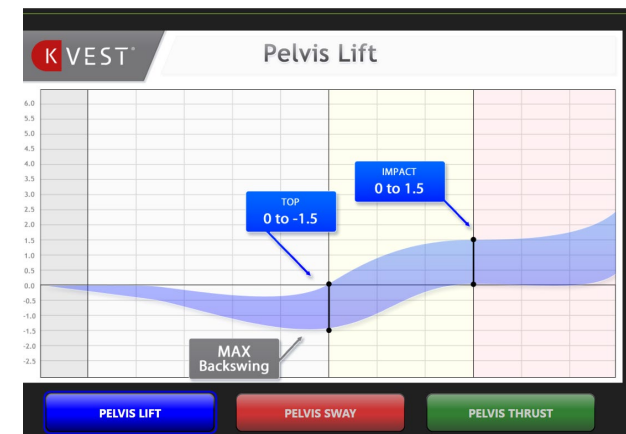 K VEST
Pelvis Lift
6.0
5.5
5.0
4.5
4.0
3.5
3.0
2.5
2.0
1.5
1.0
0.5
0.0
-0.5
-1.0
-1.5
-2.0
-2.5
IMPACT
0 to 1.5
TOP
0 to -1.5
MAX
Backswing
PELVIS LIFT
PELVIS SWAY
PELVIS THRUST